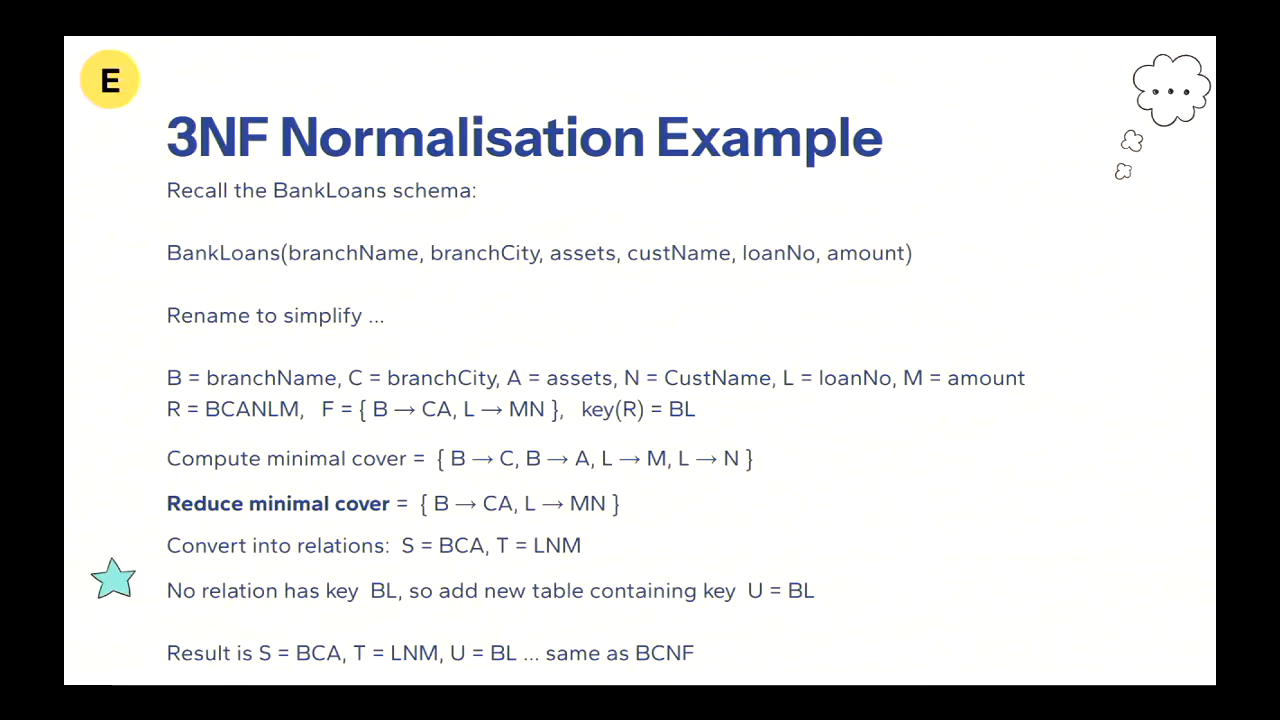 E
3NF Normalisation Example
Recall the BankLoans schema:
BankLoans(branchName, branchCity, assets, custName, loanNo, amount)
Rename to simplify ...
B = branchName, C = branchCity, A = assets, N = CustName, L = loanNo, M = amount
R = BCANLM, F = { B → CA, L → MN }, key(R) = BL
Compute minimal cover = { B → C, B → A, L → M, L → N }
Reduce minimal cover = { B → CA, L → MN }
Convert into relations: S = BCA, T = LNM
No relation has key BL, so add new table containing key U = BL
Result is S = BCA, T = LNM, U = BL ... same as BCNF